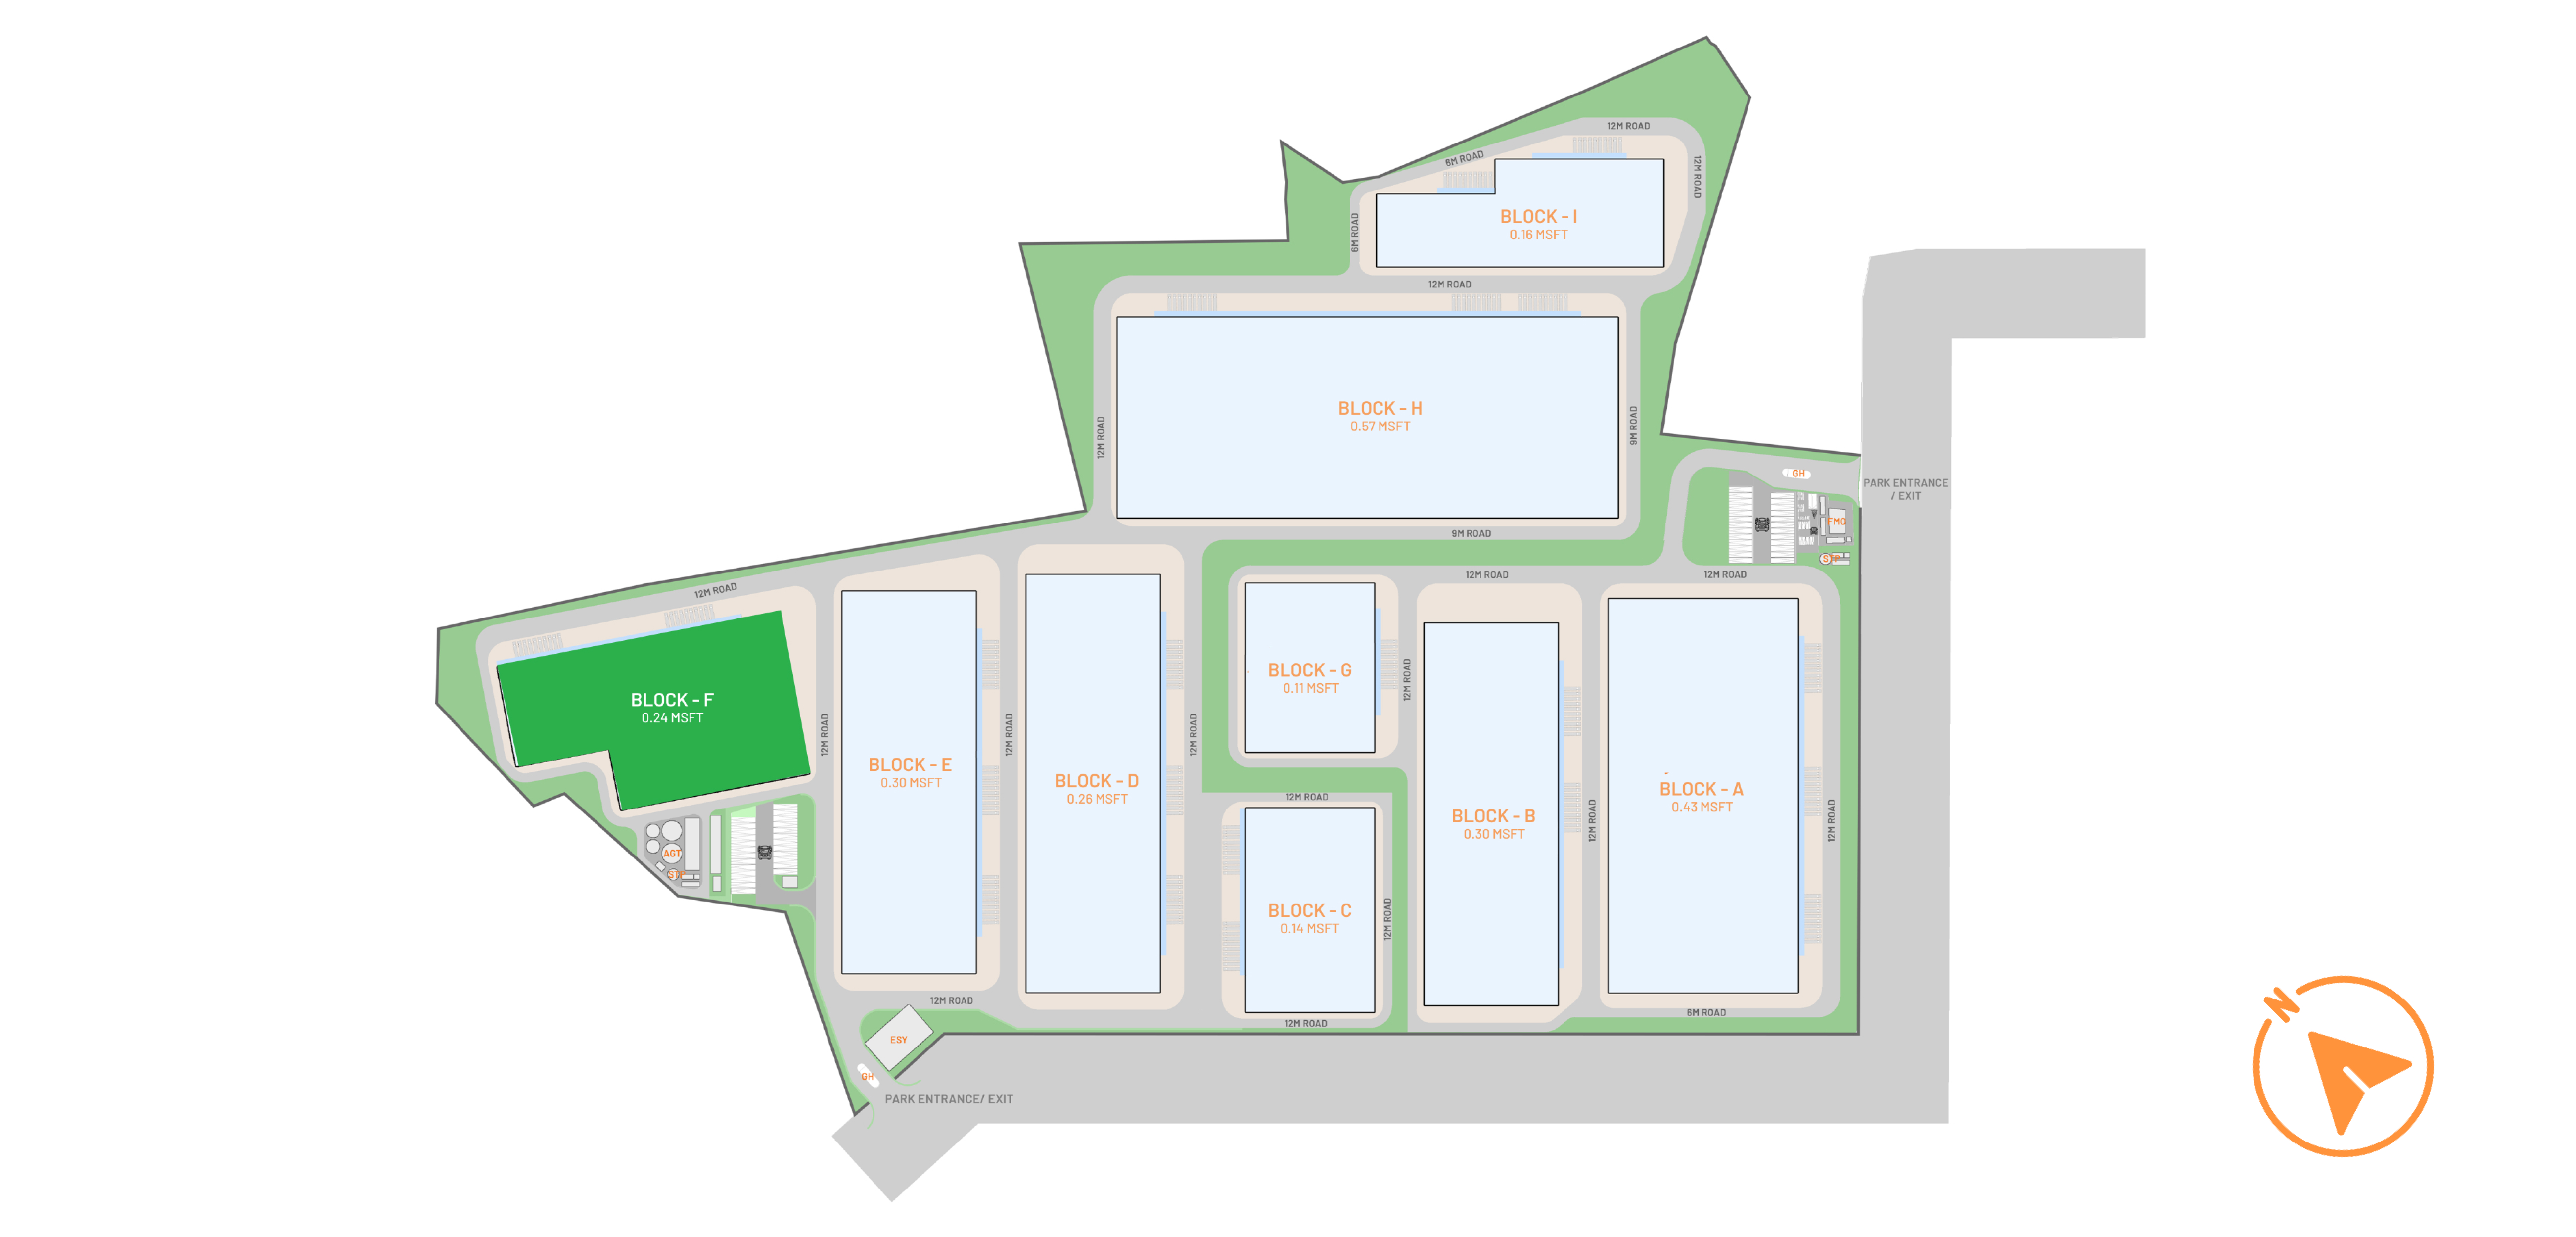 12M ROAD
6M ROAD
12M ROAD
6M ROAD
BLOCK - I
0.16 MSFT
12M ROAD
BLOCK - H
0.57 MSFT
12M ROAD
9M ROAD
9M ROAD
GH
PARK ENTRANCE
/ EXIT
FMO
STP
12M ROAD
12M ROAD
12M ROAD
BLOCK - F
0.24 MSFT
12M ROAD
BLOCK - E
0.30 MSFT
12M ROAD
BLOCK - D
0.26 MSFT
12M ROAD
BLOCK - G
0.11 MSFT
12M ROAD
12M ROAD
BLOCK - C
0.14 MSFT
12M ROAD
BLOCK - B
0.30 MSFT
12M ROAD
BLOCK - A
0.43 MSFT
12M ROAD
AGT
STP
12M ROAD
12M ROAD
6M ROAD
ESY
GH
PARK ENTRANCE/ EXIT
N